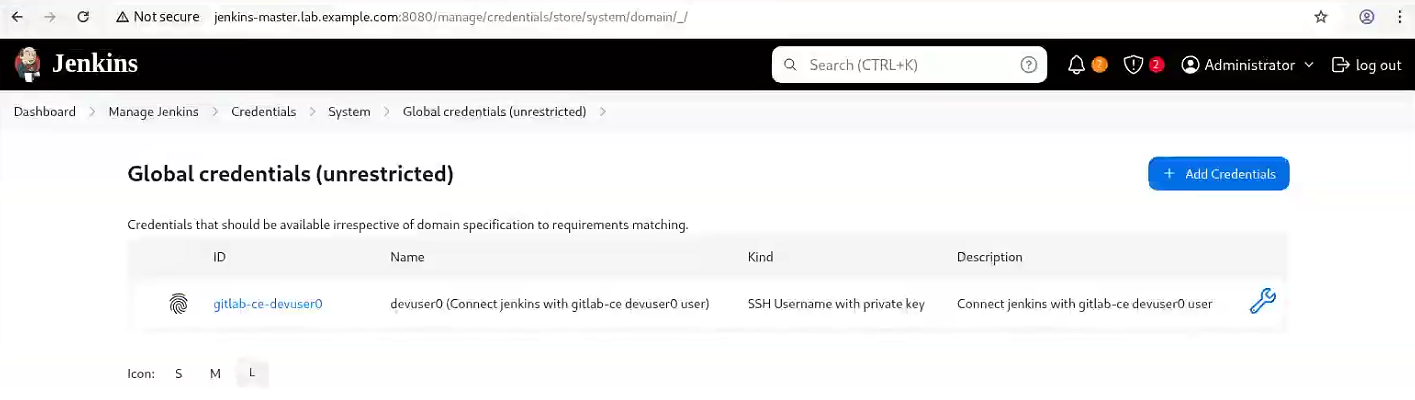 Not secure jenkins-master.lab.example.com:8080/manage/credentials/store/system/domain/_/
Jenkins Search (CTRL+K) ? 2 Administrator log out
Dashboard > Manage Jenkins > Credentials > System > Global credentials (unrestricted) >
Global credentials (unrestricted) + Add Credentials
Credentials that should be available irrespective of domain specification to requirements matching.
ID Name Kind Description
gitlab-ce-devuser0 devuser0 (Connect jenkins with gitlab-ce devuser0 user) SSH Username with private key Connect jenkins with gitlab-ce devuser0 user
Icon: S M L